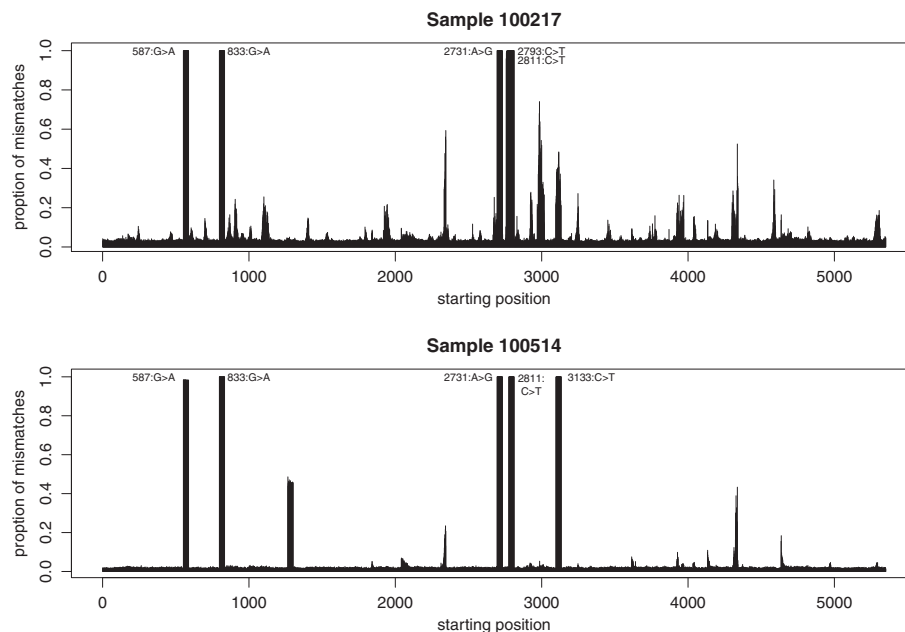 Sample 100217
587:G>A 833:G>A 2731:A>G 2793:C>T
2811:C>T
1.0
0.8
0.6
0.4
0.2
0.0
proption of mismatches
0 1000 2000 3000 4000 5000
starting position
Sample 100514
587:G>A 833:G>A 2731:A>G 2811: 3133:C>T
C>T
1.0
0.8
0.6
0.4
0.2
0.0
proption of mismatches
0 1000 2000 3000 4000 5000
starting position